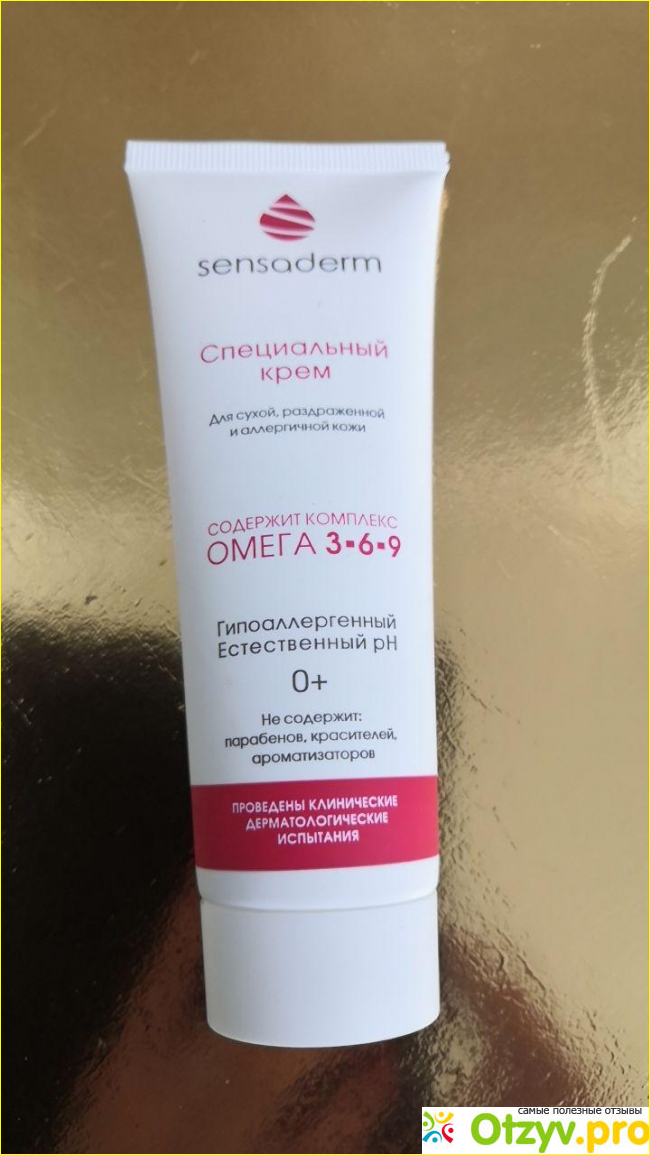 sensaderm
Специальный
крем
Для сухой, раздраженной
и аллергичной кожи
СОДЕРЖИТ КОМПЛЕКС
ОМЕГА 3▪6▪9
Гипоаллергенный
Естественный pH
0+
Не содержит:
парабенов, красителей,
ароматизаторов
ПРОВЕДЕНЫ КЛИНИЧЕСКИЕ
ДЕРМАТОЛОГИЧЕСКИЕ
ИСПЫТАНИЯ
самые полезные отзывы
Otzyv.pro